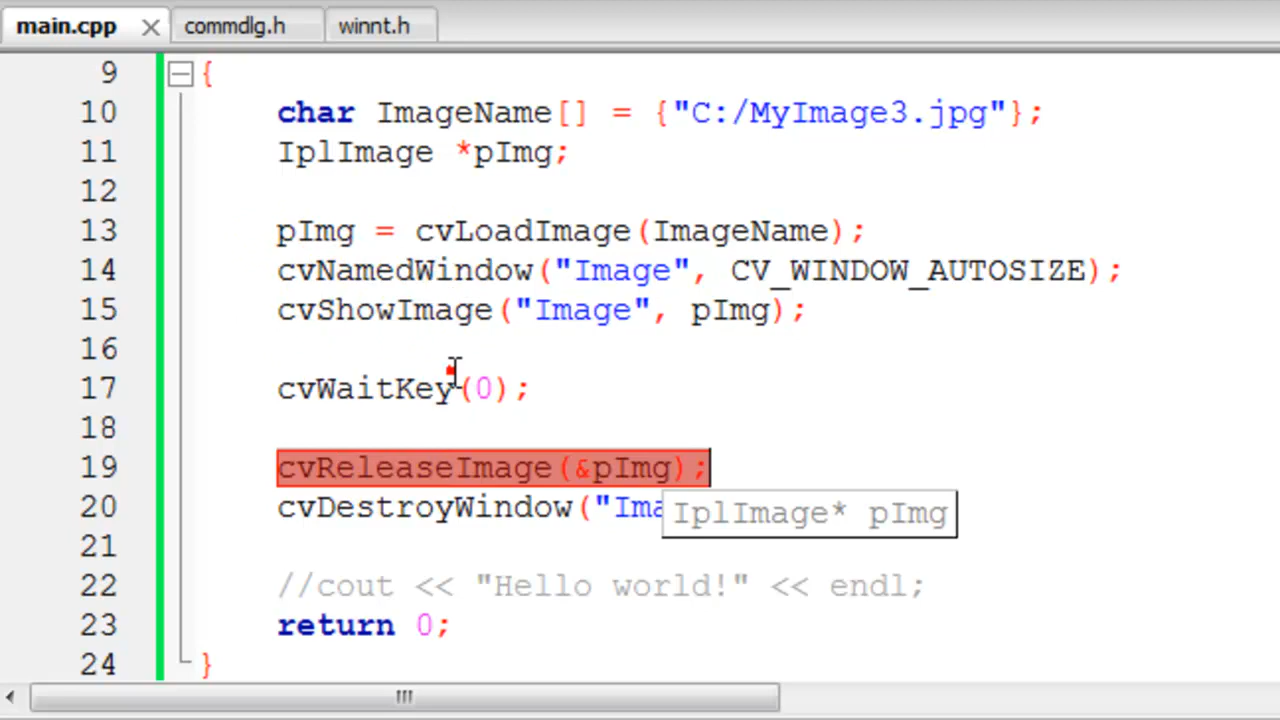 main.cpp commdlg.h winnt.h
9 {
10 char ImageName[] = {"C:/MyImage3.jpg"};
11 IplImage *pImg;
12
13 pImg = cvLoadImage(ImageName);
14 cvNamedWindow("Image", CV_WINDOW_AUTOSIZE);
15 cvShowImage("Image", pImg);
16
17 cvWaitKey(0);
18
19 cvReleaseImage(&pImg);
20 cvDestroyWindow("Ima
IplImage* pImg
21
22 //cout << "Hello world!" << endl;
23 return 0;
24 }